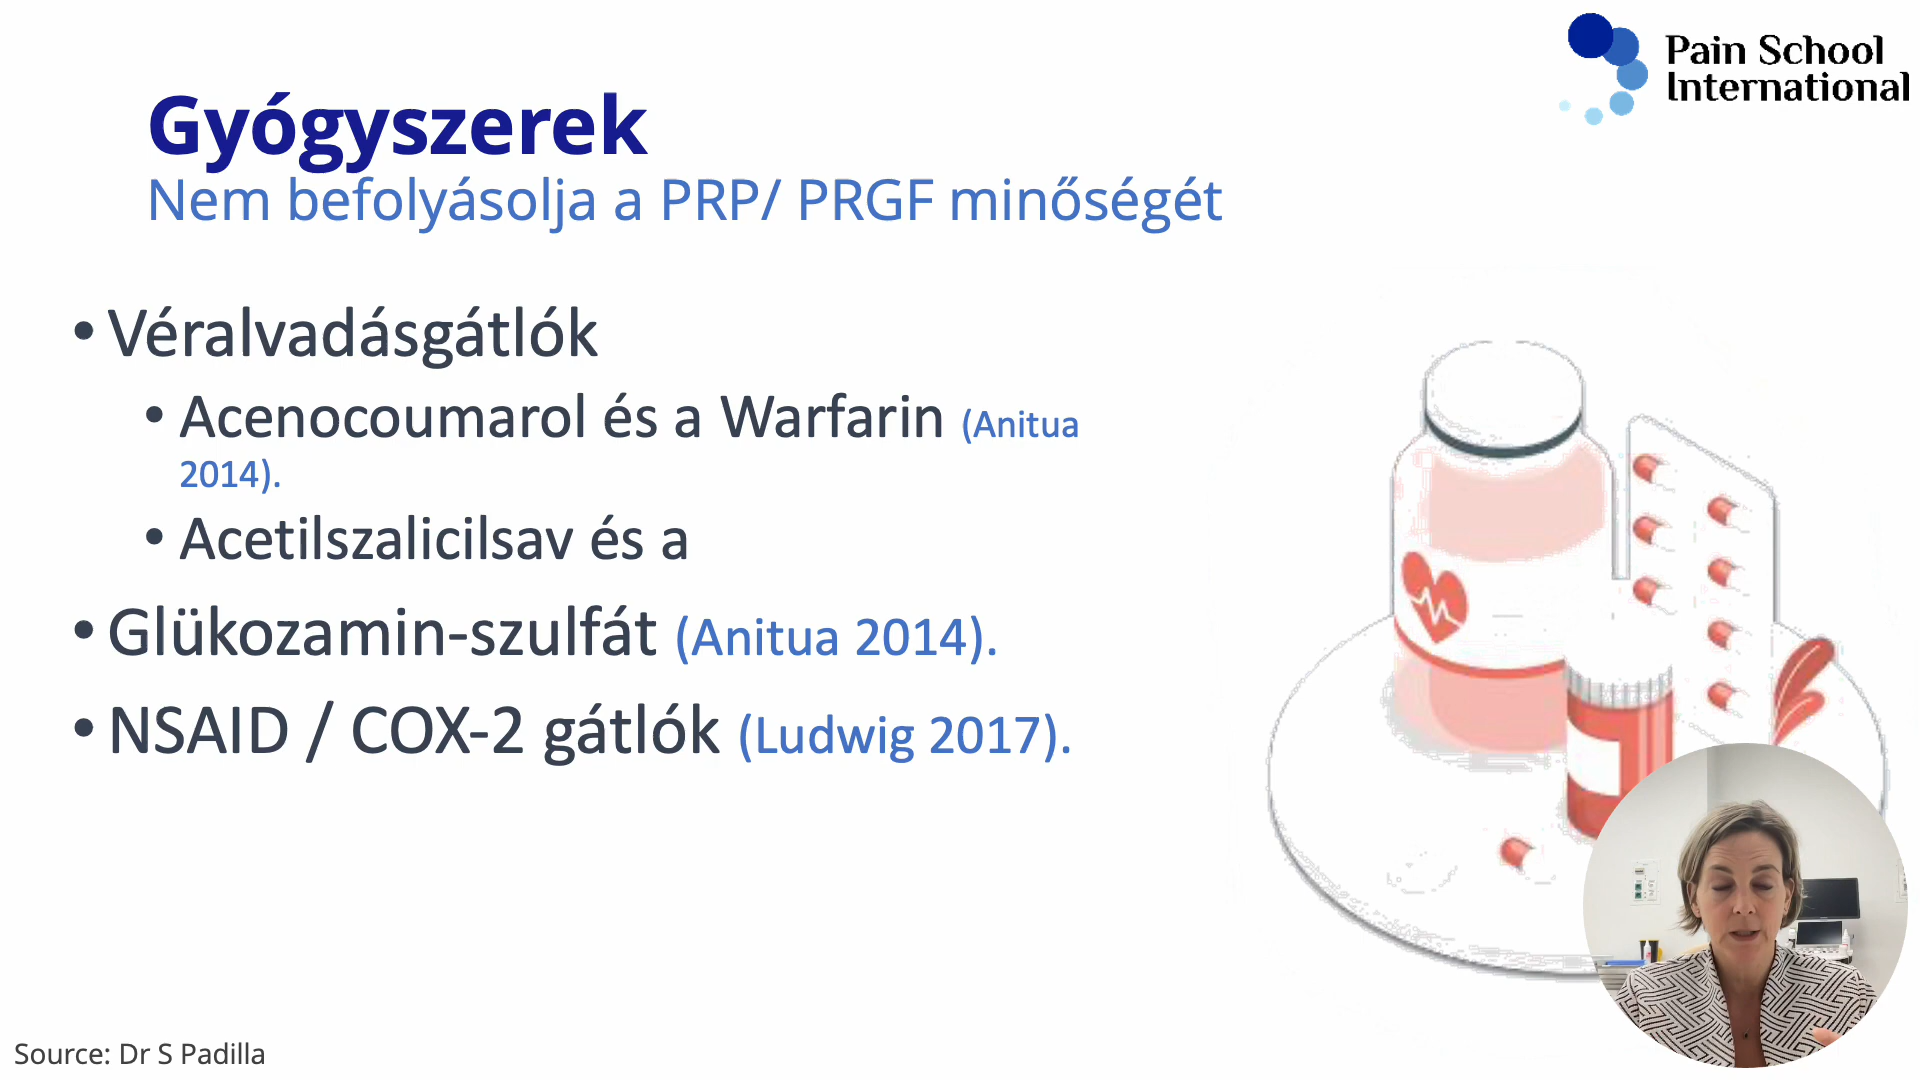 Pain School
International
Gyógyszerek
Nem befolyásolja a PRP/ PRGF minőségét
• Véralvadásgátlók
• Acenocoumarol és a Warfarin (Anitua
2014).
• Acetilszalicilsav és a
• Glükozamin-szulfát (Anitua 2014).
• NSAID / COX-2 gátlók (Ludwig 2017).
Source: Dr S Padilla